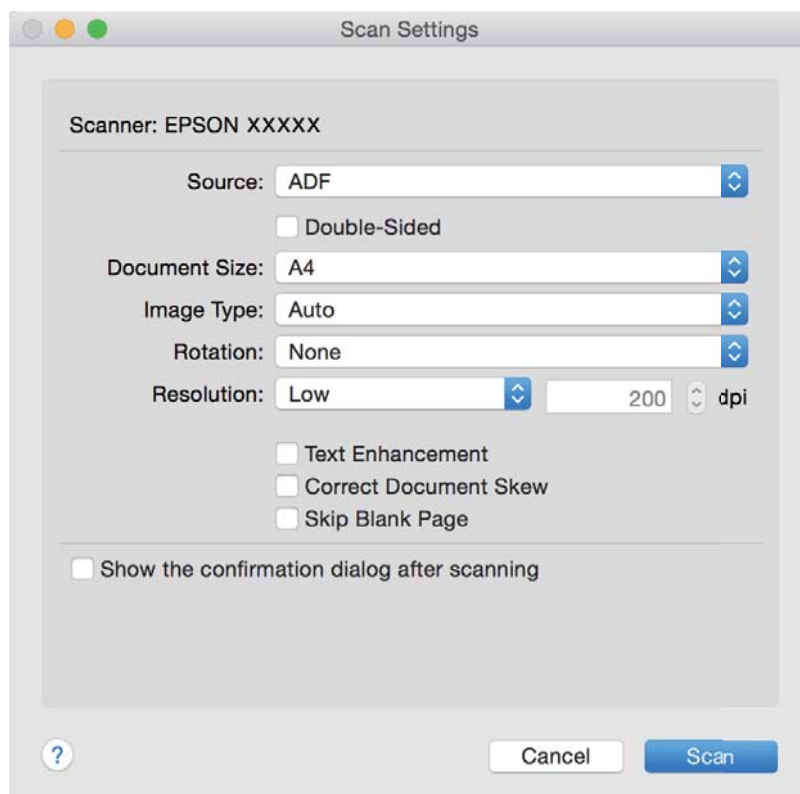 Scan Settings
Scanner: EPSON XXXXX
Source: ADF
Double-Sided
Document Size: A4
Image Type: Auto
Rotation: None
Resolution: Low 200 dpi
Text Enhancement
Correct Document Skew
Skip Blank Page
Show the confirmation dialog after scanning
? Cancel Scan